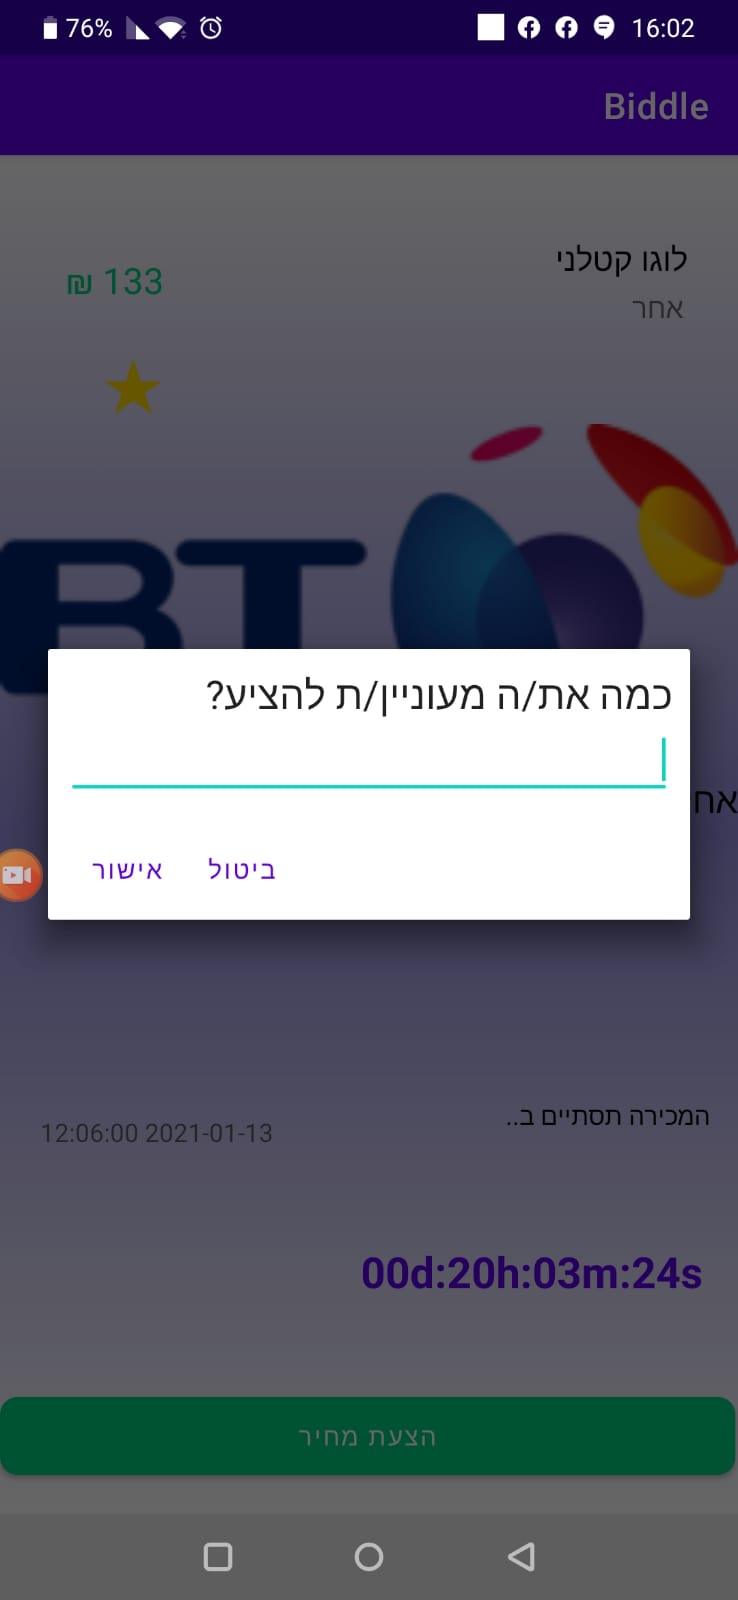 76% 16:02
Biddle
לוגו קטלני
133 ₪
אחר
BT
כמה את/ה מעוניין/ת להציע?
אח
ביטול אישור
המכירה תסתיים ב..
12:06:00 2021-01-13
00d:20h:03m:24s
הצעת מחיר